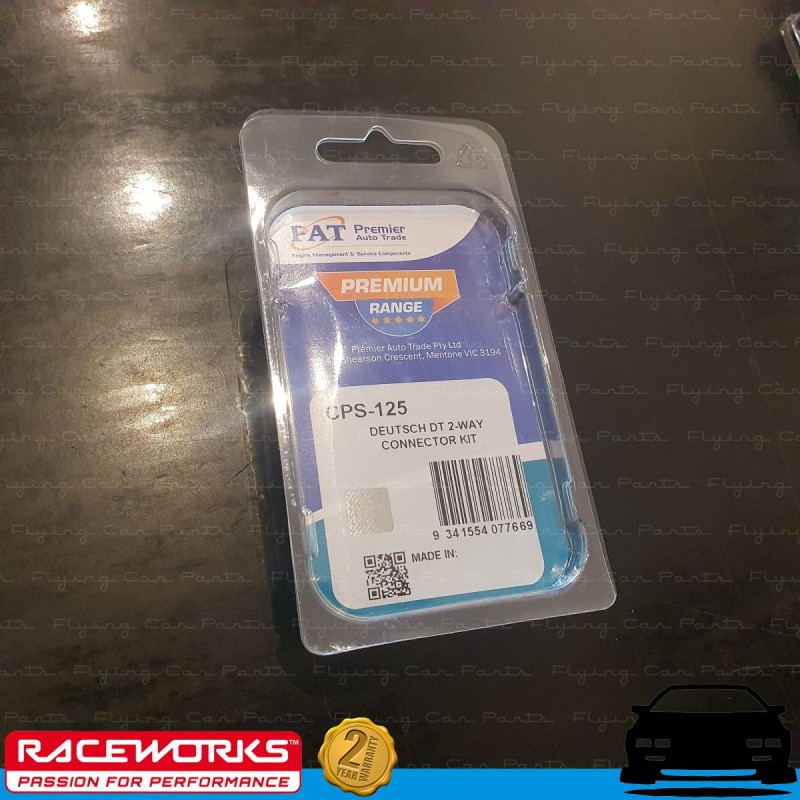 Flying Car Parts
PAT Premier
Auto Trade
Engine Management & Service Components
PREMIUM
RANGE
Premier Auto Trade Pty Ltd
Shearson Crescent, Mentone VIC 3194
CPS-125
DEUTSCH DT 2-WAY
CONNECTOR KIT
9 341554 077669
MADE IN:
RACEWORKS™
PASSION FOR PERFORMANCE
2
YEAR
WARRANTY